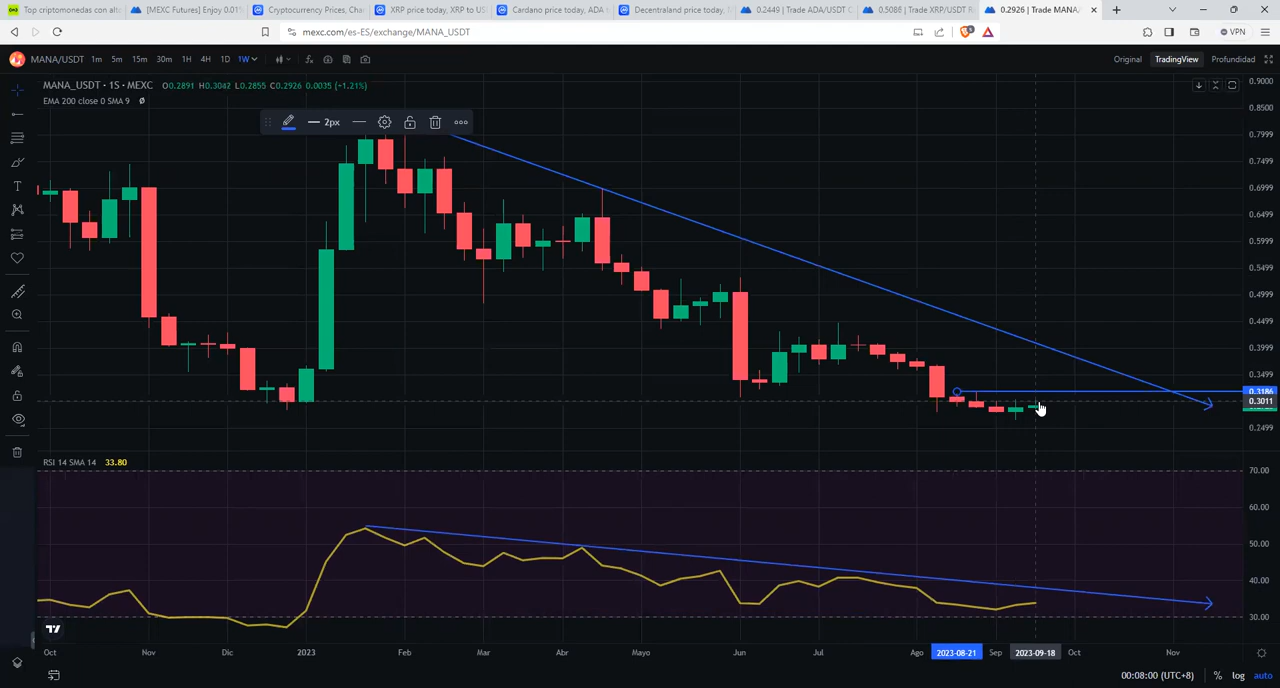 Top criptomonedas con alt
[MEXC Futures] Enjoy 0.01%
Cryptocurrency Prices, Cha
XRP price today, XRP to US
Cardano price today, ADA
Decentraland price today,
0.2449 | Trade ADA/USDT
0.5086 | Trade XRP/USDT
0.2926 | Trade MANA/
mexc.com/es-ES/exchange/MANA_USDT
VPN
MANA/USDT 1m 5m 15m 30m 1H 4H 1D 1W
Original TradingView Profundidad
MANA_USDT · 1S · MEXC O0.2891 H0.3042 L0.2855 C0.2926 0.0035 (+1.21%)
EMA 200 close 0 SMA 9 Ø
2px
0.9000
0.8500
0.7999
0.7499
0.6999
0.6499
0.5999
0.5499
0.4999
0.4499
0.3999
0.3499
0.3186
0.3011
0.2499
RSI 14 SMA 14 33.80
70.00
60.00
50.00
40.00
30.00
Oct Nov Dic 2023 Feb Mar Abr Mayo Jun Jul Ago 2023-08-21 Sep 2023-09-18 Oct Nov
00:08:00 (UTC+8) % log auto